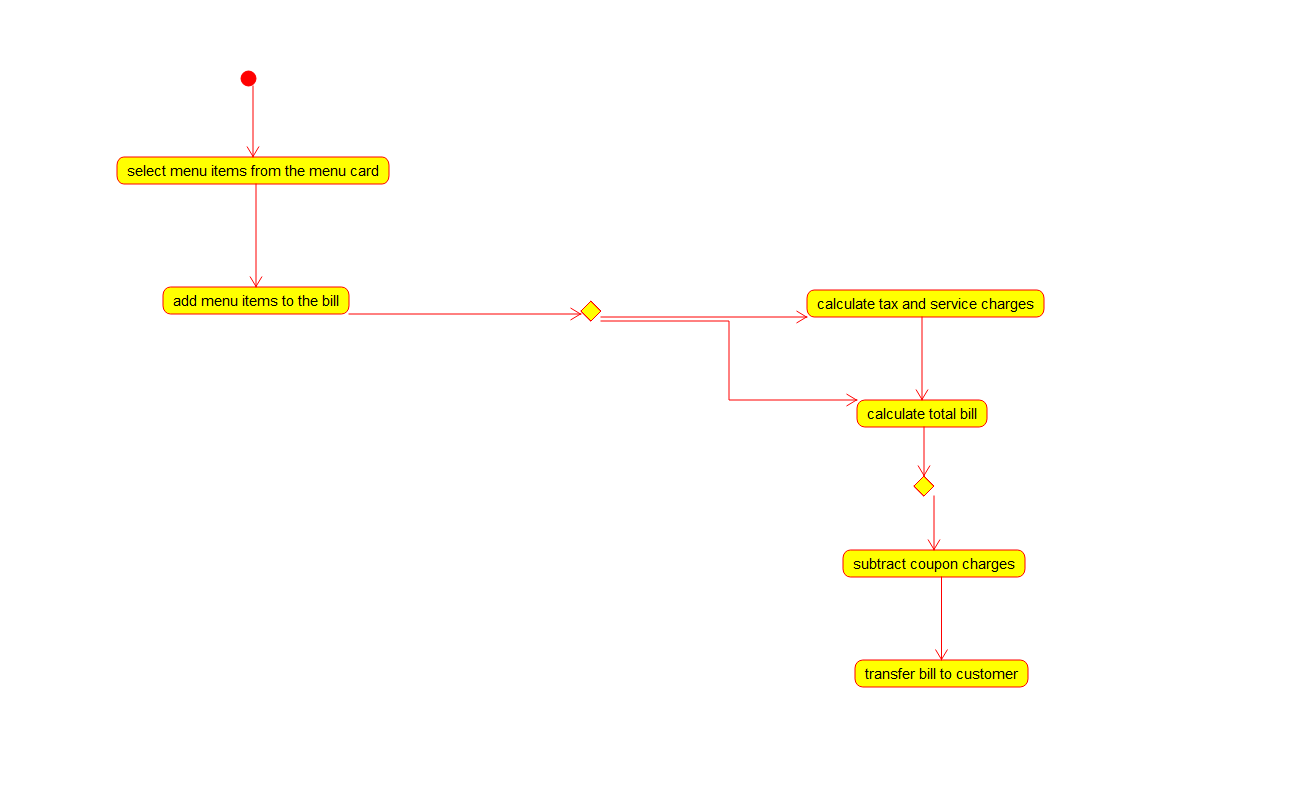 select menu items from the menu card
add menu items to the bill
calculate tax and service charges
calculate total bill
subtract coupon charges
transfer bill to customer